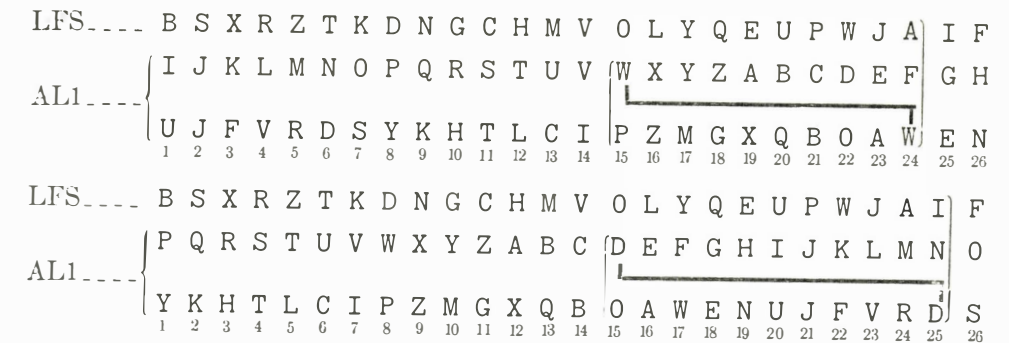 LFS---- B S X R Z T K D N G C H M V O L Y Q E U P W J A I F
I J K L M N O P Q R S T U V W X Y Z A B C D E F G H
AL1----
U J F V R D S Y K H T L C I P Z M G X Q B O A W E N
1 2 3 4 5 6 7 8 9 10 11 12 13 14 15 16 17 18 19 20 21 22 23 24 25 26
LFS---- B S X R Z T K D N G C H M V O L Y Q E U P W J A I F
P Q R S T U V W X Y Z A B C D E F G H I J K L M N O
AL1----
Y K H T L C I P Z M G X Q B O A W E N U J F V R D S
1 2 3 4 5 6 7 8 9 10 11 12 13 14 15 16 17 18 19 20 21 22 23 24 25 26